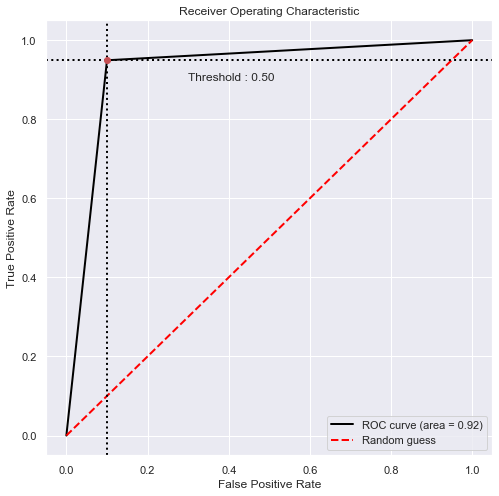 Receiver Operating Characteristic
1.0
0.8
0.6
0.4
0.2
0.0
True Positive Rate
Threshold : 0.50
ROC curve (area = 0.92)
Random guess
0.0 0.2 0.4 0.6 0.8 1.0
False Positive Rate